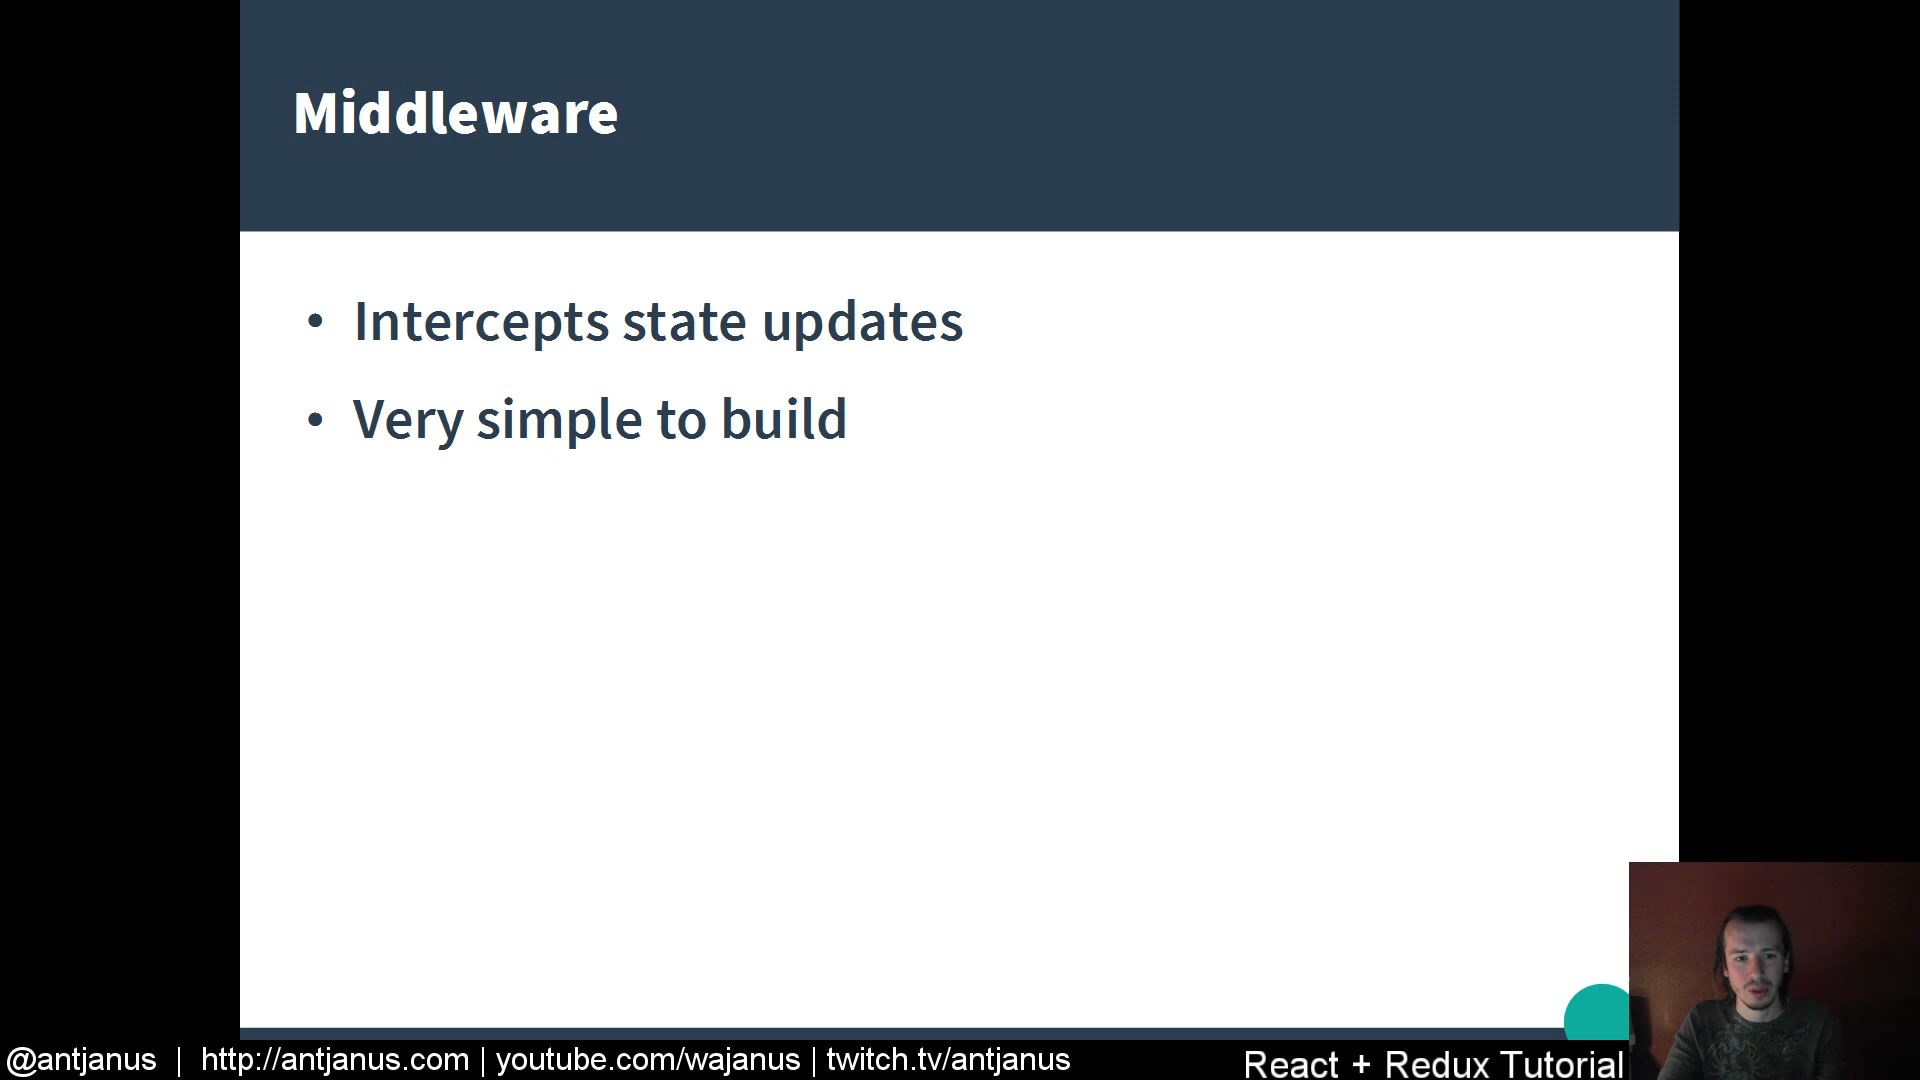 Middleware
• Intercepts state updates
• Very simple to build
@antjanus | http://antjanus.com | youtube.com/wajanus | twitch.tv/antjanus
React + Redux Tutorial